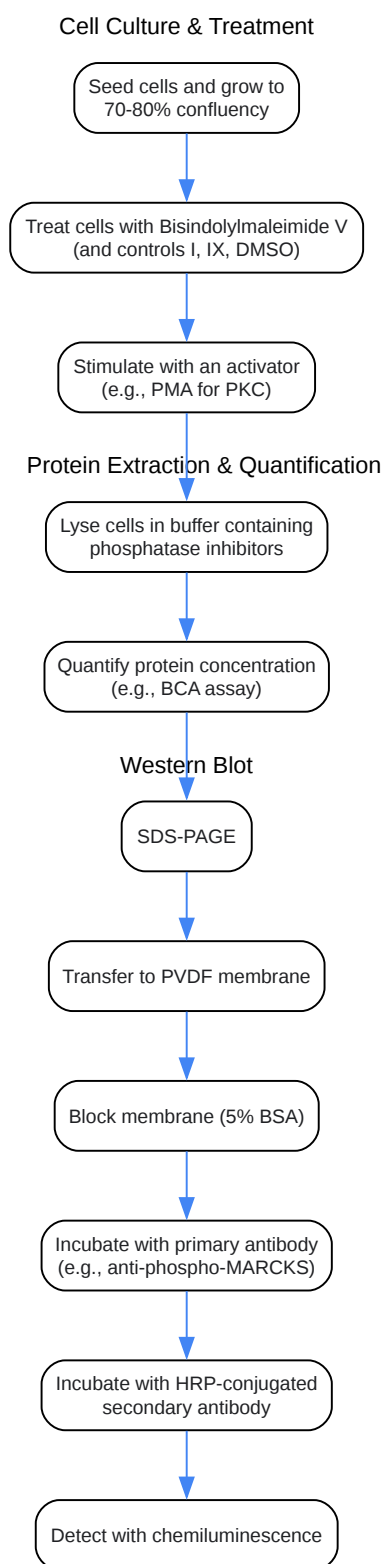 Cell Culture & Treatment
Seed cells and grow to
70-80% confluency
Treat cells with Bisindolylmaleimide V
(and controls I, IX, DMSO)
Stimulate with an activator
(e.g., PMA for PKC)
Protein Extraction & Quantification
Lyse cells in buffer containing
phosphatase inhibitors
Quantify protein concentration
(e.g., BCA assay)
Western Blot
SDS-PAGE
Transfer to PVDF membrane
Block membrane (5% BSA)
Incubate with primary antibody
(e.g., anti-phospho-MARCKS)
Incubate with HRP-conjugated
secondary antibody
Detect with chemiluminescence